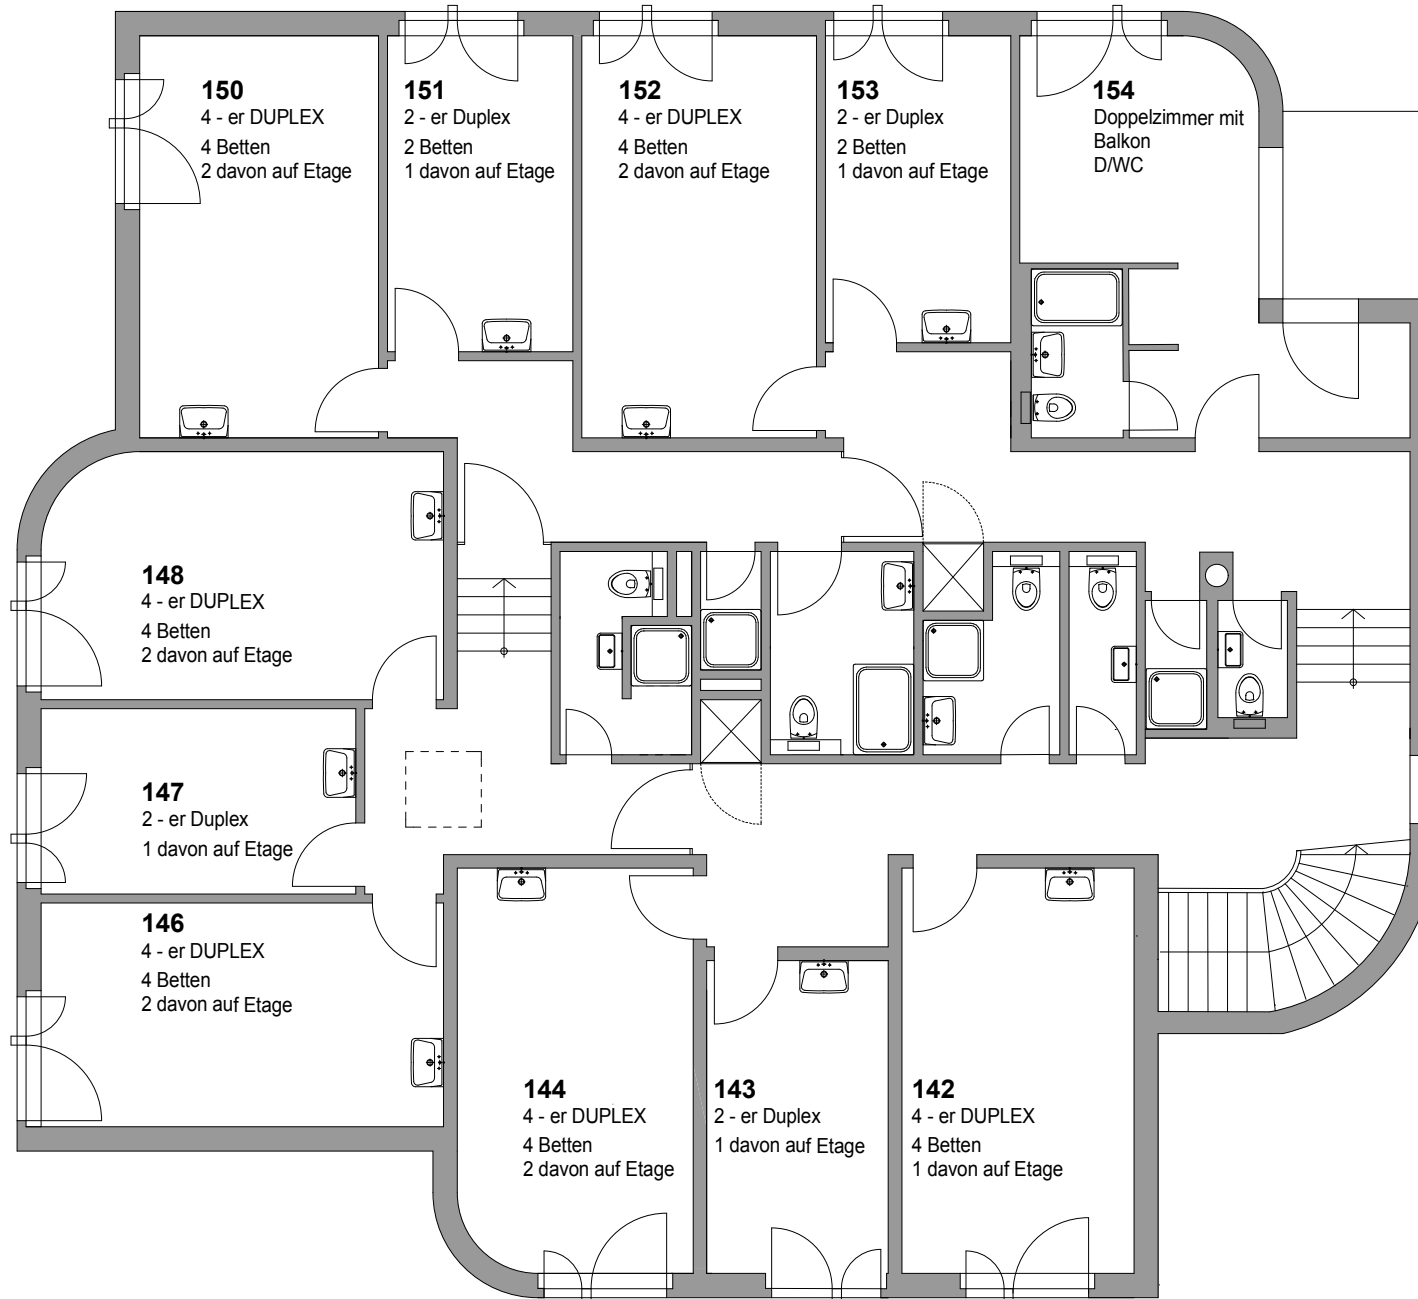 150
4 - er DUPLEX
4 Betten
2 davon auf Etage
151
2 - er Duplex
2 Betten
1 davon auf Etage
152
4 - er DUPLEX
4 Betten
2 davon auf Etage
153
2 - er Duplex
2 Betten
1 davon auf Etage
154
Doppelzimmer mit
Balkon
D/WC
148
4 - er DUPLEX
4 Betten
2 davon auf Etage
147
2 - er Duplex
1 davon auf Etage
146
4 - er DUPLEX
4 Betten
2 davon auf Etage
144
4 - er DUPLEX
4 Betten
2 davon auf Etage
143
2 - er Duplex
1 davon auf Etage
142
4 - er DUPLEX
4 Betten
1 davon auf Etage